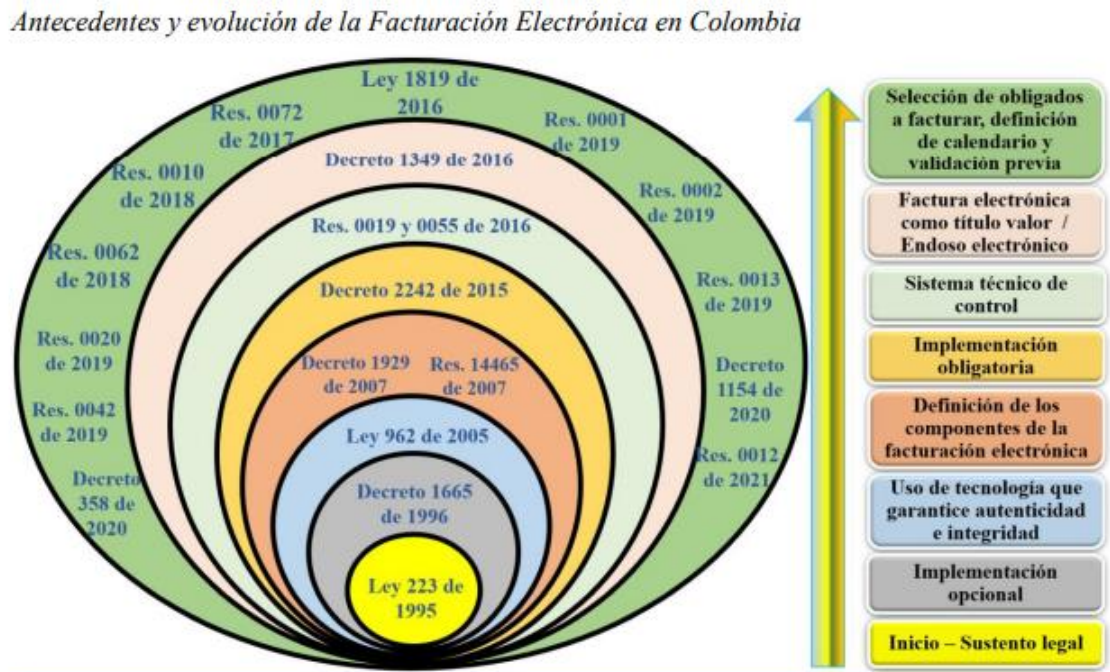 Antecedentes y evolución de la Facturación Electrónica en Colombia
Ley 1819 de
2016
Res. 0072
de 2017
Res. 0001
de 2019
Res. 0010
de 2018
Res. 0002
de 2019
Res. 0062
de 2018
Res. 0013
de 2019
Res. 0020
de 2019
Decreto
1154 de
2020
Res. 0042
de 2019
Res. 0012
de 2021
Decreto
358 de
2020
Decreto 1349 de 2016
Res. 0019 y 0055 de 2016
Decreto 2242 de 2015
Decreto 1929
de 2007
Res. 14465
de 2007
Ley 962 de 2005
Decreto 1665
de 1996
Ley 223 de
1995
Selección de obligados
a facturar, definición
de calendario y
validación previa
Factura electrónica
como título valor /
Endoso electrónico
Sistema técnico de
control
Implementación
obligatoria
Definición de los
componentes de la
facturación electrónica
Uso de tecnología que
garantice autenticidad
e integridad
Implementación
opcional
Inicio – Sustento legal